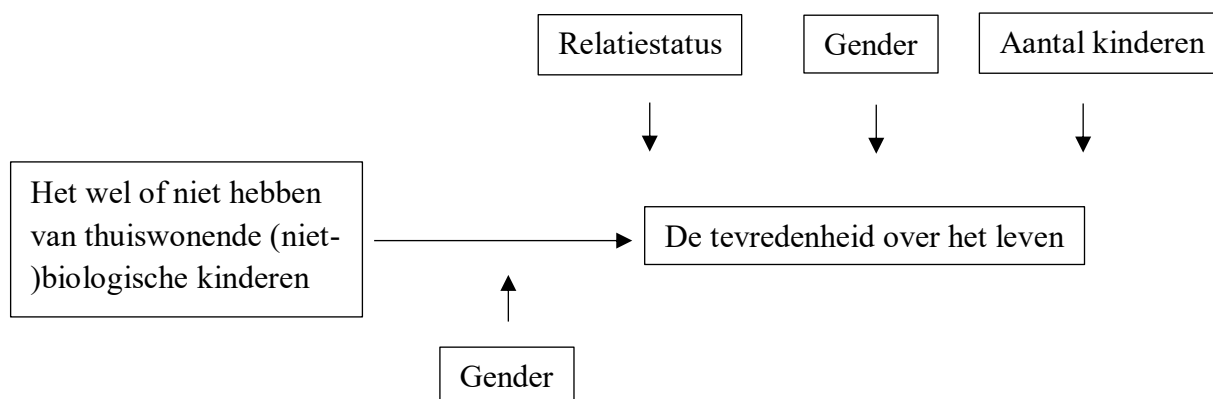 Relatiestatus
Gender
Aantal kinderen
Het wel of niet hebben
van thuiswonende (niet-
)biologische kinderen
De tevredenheid over het leven
Gender